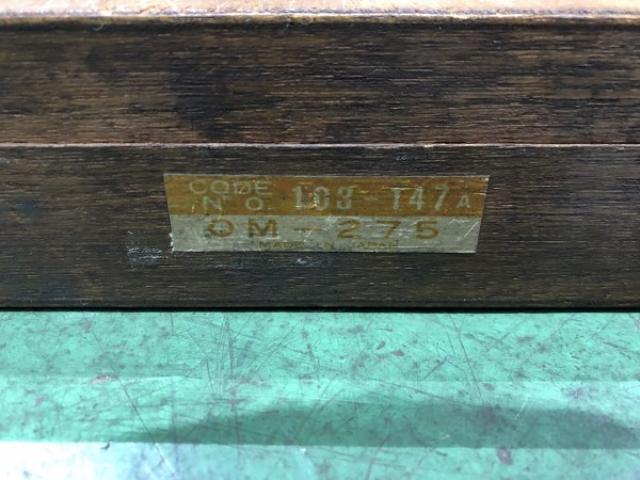 CODE
NO. 103-147A
OM-275
MADE IN JAPAN